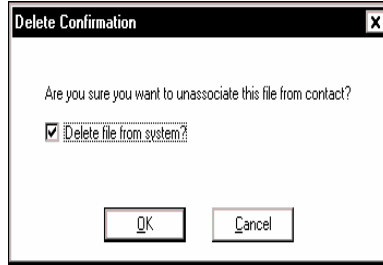 Delete Confirmation
Are you sure you want to unassociate this file from contact?
Delete file from system?
OK
Cancel